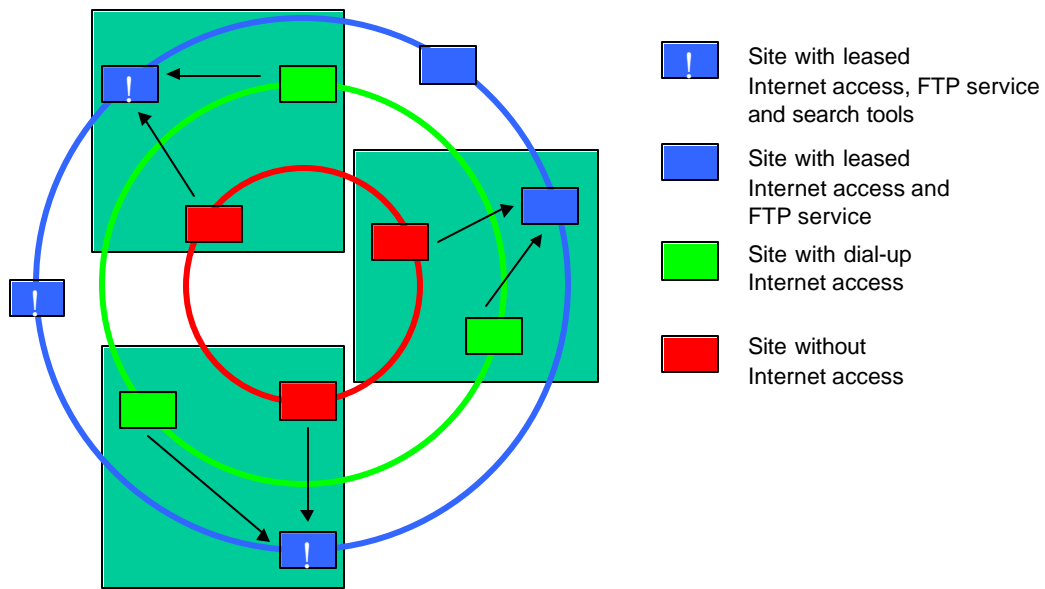 !
!
!
!
Site with leased
Internet access, FTP service
and search tools
Site with leased
Internet access and
FTP service
Site with dial-up
Internet access
Site without
Internet access